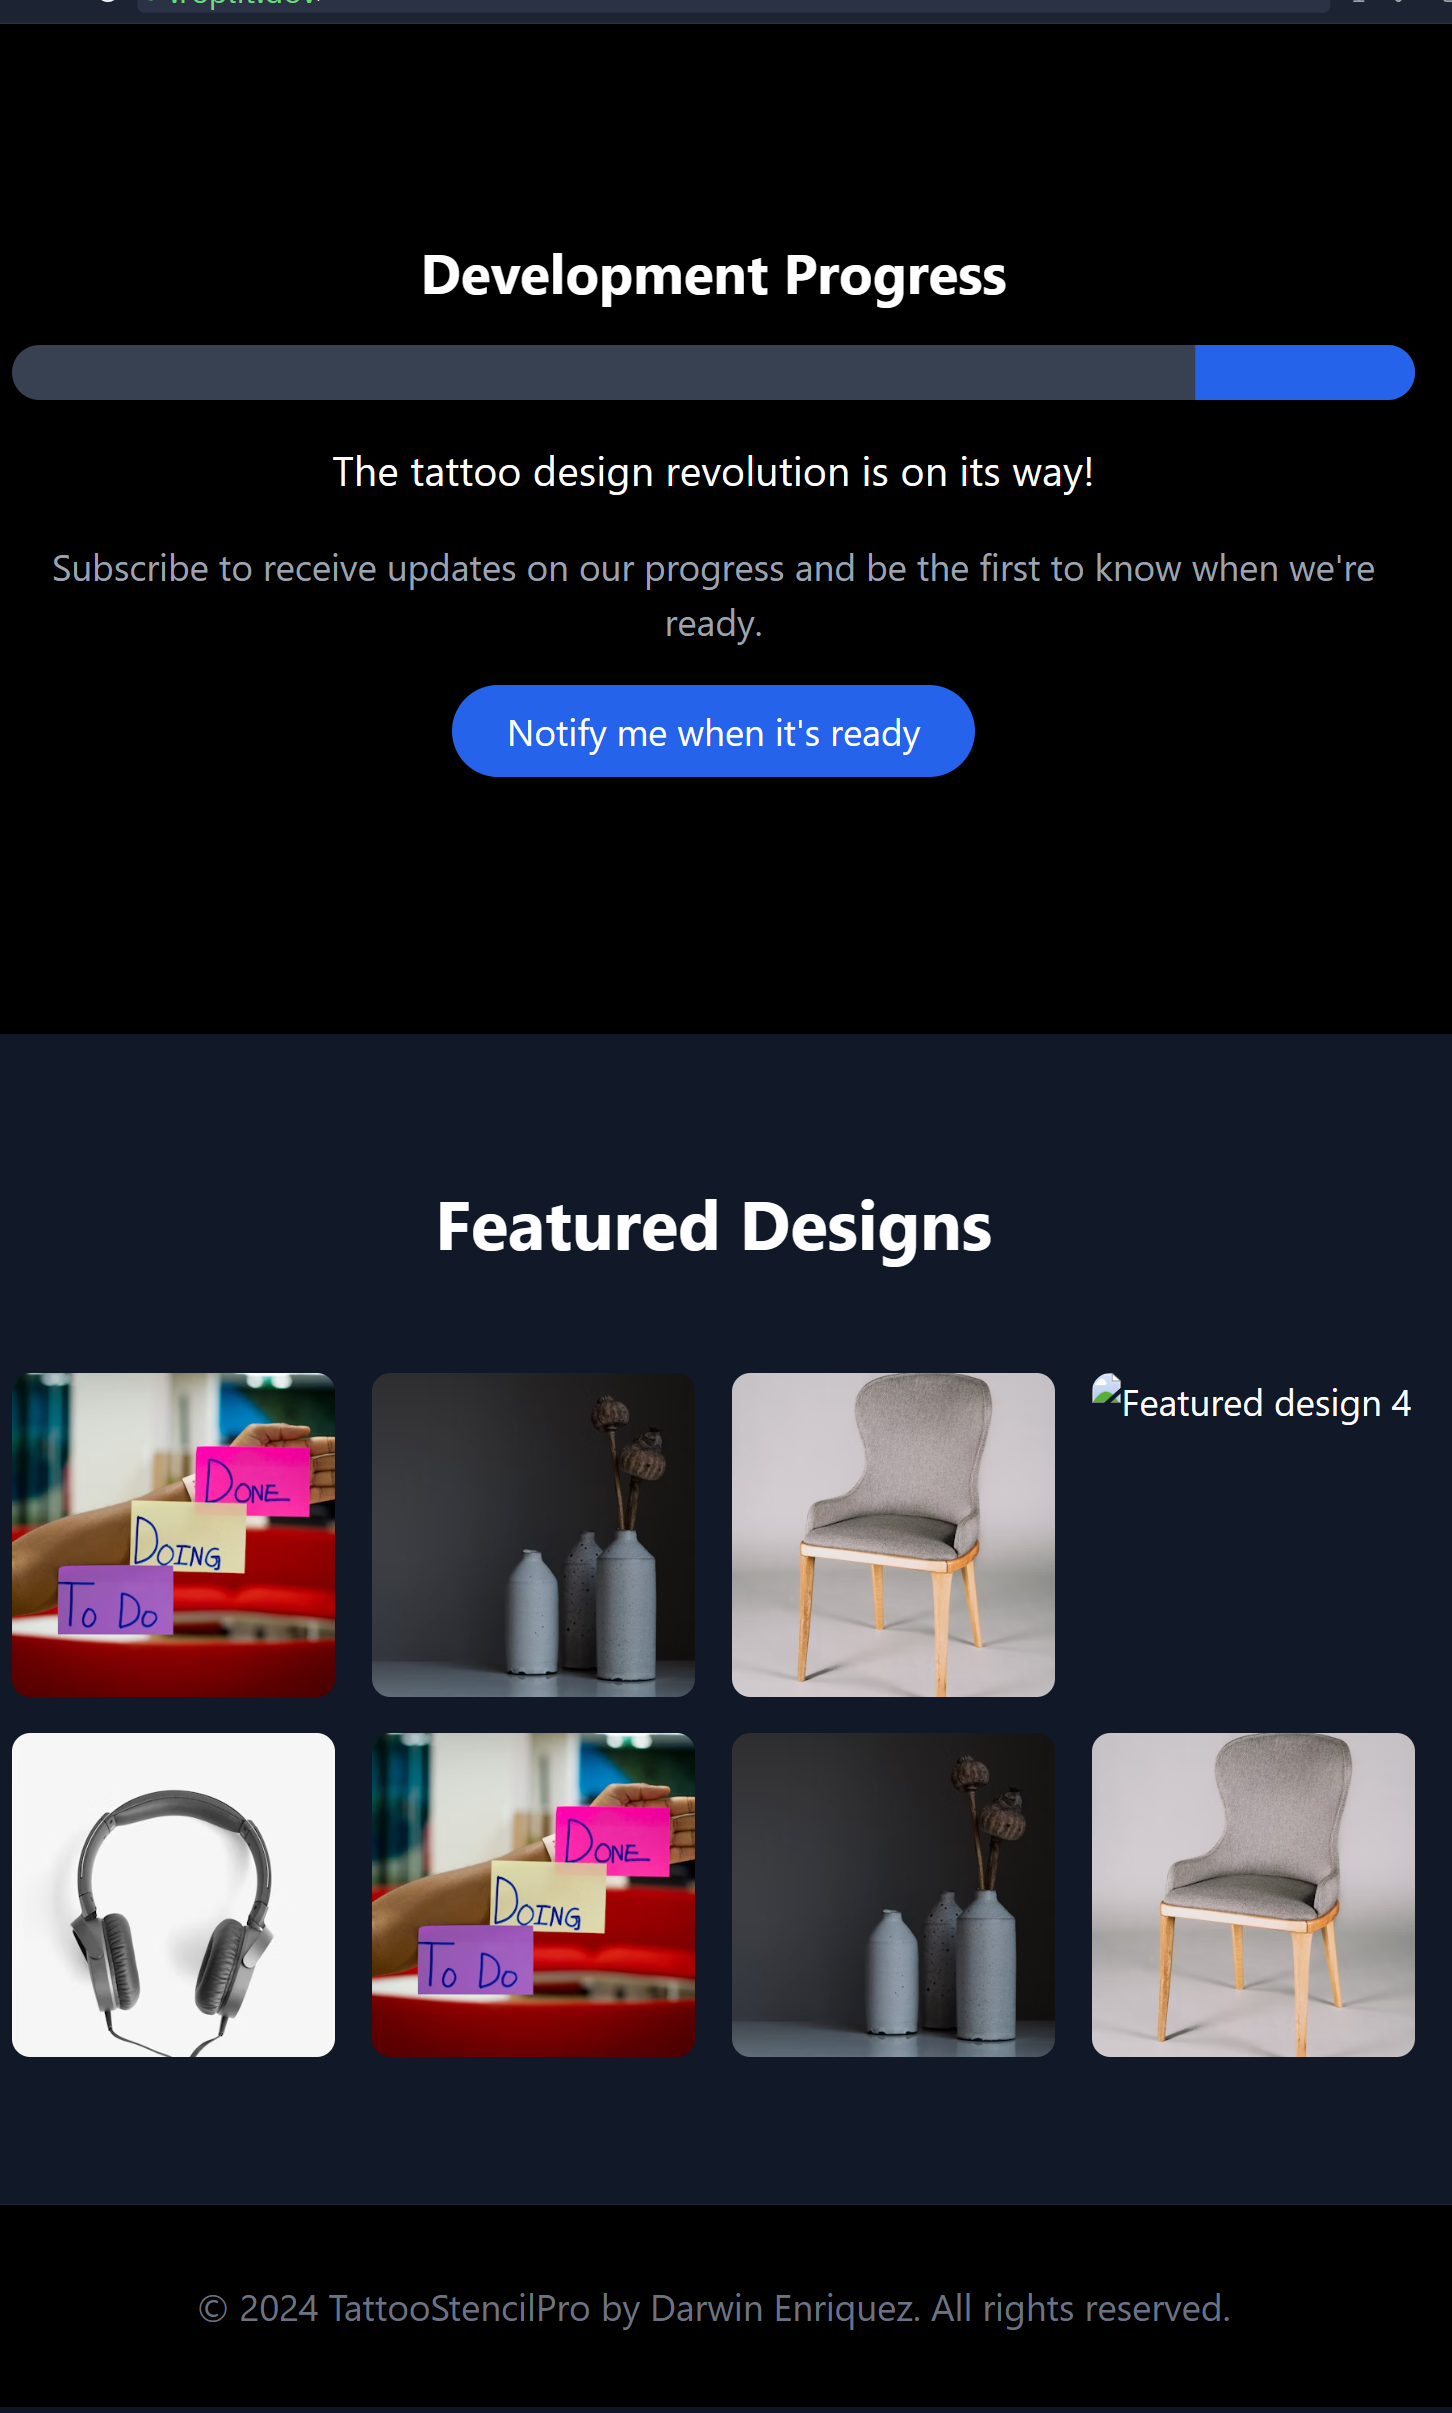 Development Progress
The tattoo design revolution is on its way!
Subscribe to receive updates on our progress and be the first to know when we're
ready.
Notify me when it's ready
Featured Designs
DONE
DOING
To Do
Featured design 4
DONE
DOING
To Do
© 2024 TattooStencilPro by Darwin Enriquez. All rights reserved.